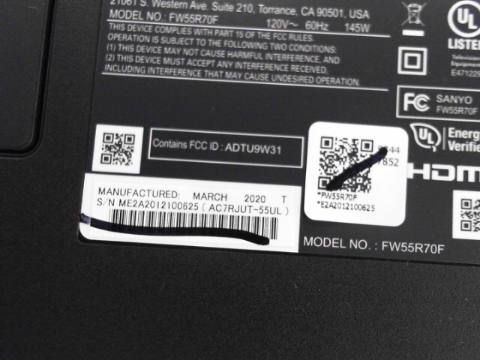 21061 S. Western Ave. Suite 210, Torrance, CA 90501, USA
MODEL NO.: FW55R70F 120V~ 60Hz 145W
THIS DEVICE COMPLIES WITH PART 15 OF THE FCC RULES.
OPERATION IS SUBJECT TO THE FOLLOWING TWO CONDITIONS:
(1) THIS DEVICE MAY NOT CAUSE HARMFUL INTERFERENCE, AND
(2) THIS DEVICE MUST ACCEPT ANY INTERFERENCE RECEIVED,
INCLUDING INTERFERENCE THAT MAY CAUSE UNDESIRED OPERATION.
UL
LISTED
E471229
FC SANYO
FW55R70F
UL Energy
Verified
HDMI
Contains FCC ID : ADTU9W31
7852
*FW55R70F
*E2A2012100625
MANUFACTURED: MARCH 2020 T
S/N ME2A2012100625 ( AC7RJUT-55UL )
MODEL NO. : FW55R70F